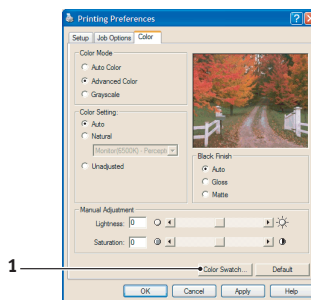 Printing Preferences
Setup Job Options Color
Color Mode
Auto Color
Advanced Color
Grayscale
Color Setting:
Auto
Natural
Monitor(6500K) - Percepti
Unadjusted
Black Finish
Auto
Gloss
Matte
Manual Adjustment
Lightness: 0
Saturation: 0
1
Color Swatch... Default
OK Cancel Apply Help